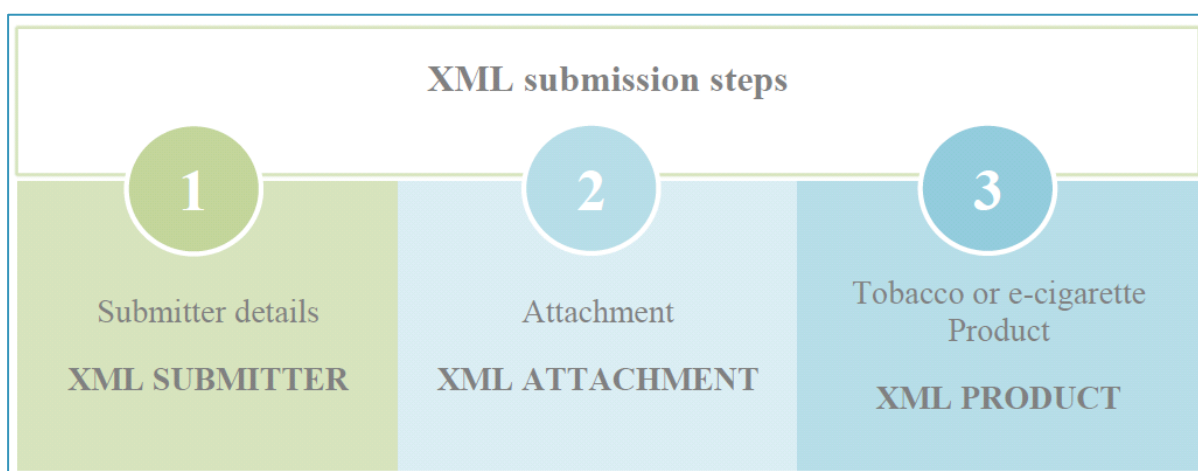 XML submission steps
1
2
3
Submitter details
XML SUBMITTER
Attachment
XML ATTACHMENT
Tobacco or e-cigarette
Product
XML PRODUCT